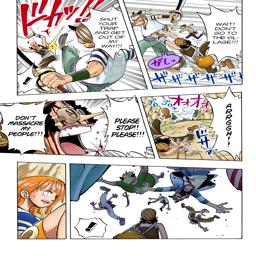 WAIT!
DON'T
GO TO
THE VIL-
LAGE!!!
SHUT
YOUR
TRAP
AND GET
OUT OF
MY
WAY!!!
ARRGGH!
PLEASE
STOP!!
PLEASE!!!
DON'T
MASSACRE
MY
PEOPLE!!!
!